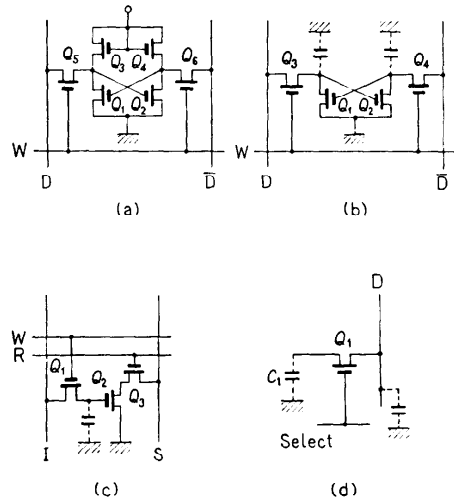 Q5 Q3 Q4 Q6
Q1 Q2
W
D D̅
(a)
Q3 Q4
Q1 Q2
W
D D̅
(b)
W
R
Q1 Q2
Q3
I S
(c)
D
Q1
C1
Select
(d)